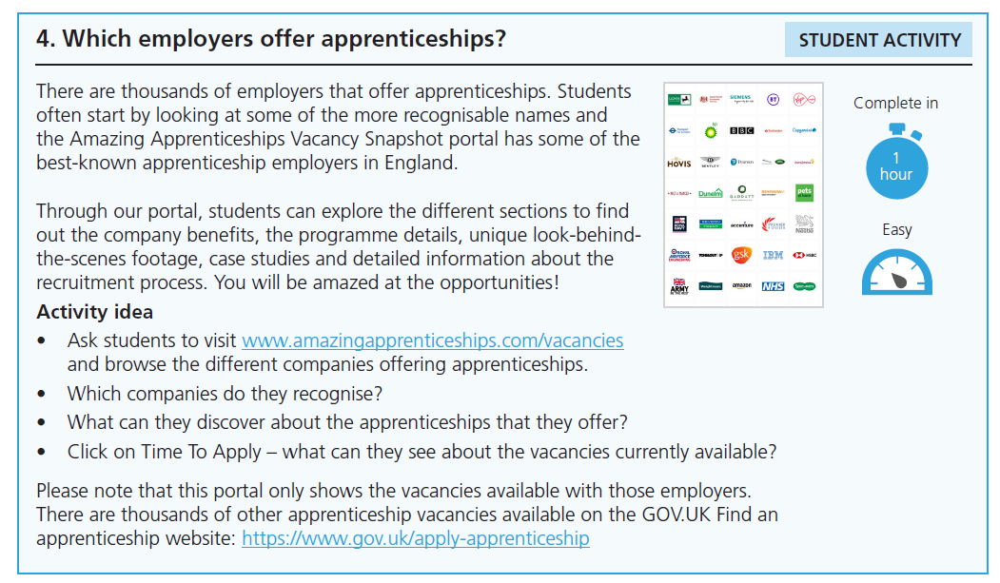 4. Which employers offer apprenticeships?
STUDENT ACTIVITY
There are thousands of employers that offer apprenticeships. Students
often start by looking at some of the more recognisable names and
the Amazing Apprenticeships Vacancy Snapshot portal has some of the
best-known apprenticeship employers in England.
Through our portal, students can explore the different sections to find
out the company benefits, the programme details, unique look-behind-
the-scenes footage, case studies and detailed information about the
recruitment process. You will be amazed at the opportunities!
SIEMENS
BT
bp
BBC
Capgemini
HOVIS
BENTLEY
Pearson
Dunelm
BARRATT
pets
accenture
Nestle
gsk
IBM
HSBC
ARMY
amazon
NHS
Specsavers
Complete in
1
hour
Easy
Activity idea
• Ask students to visit www.amazingapprenticeships.com/vacancies
and browse the different companies offering apprenticeships.
• Which companies do they recognise?
• What can they discover about the apprenticeships that they offer?
• Click on Time To Apply – what can they see about the vacancies currently available?
Please note that this portal only shows the vacancies available with those employers.
There are thousands of other apprenticeship vacancies available on the GOV.UK Find an
apprenticeship website: https://www.gov.uk/apply-apprenticeship